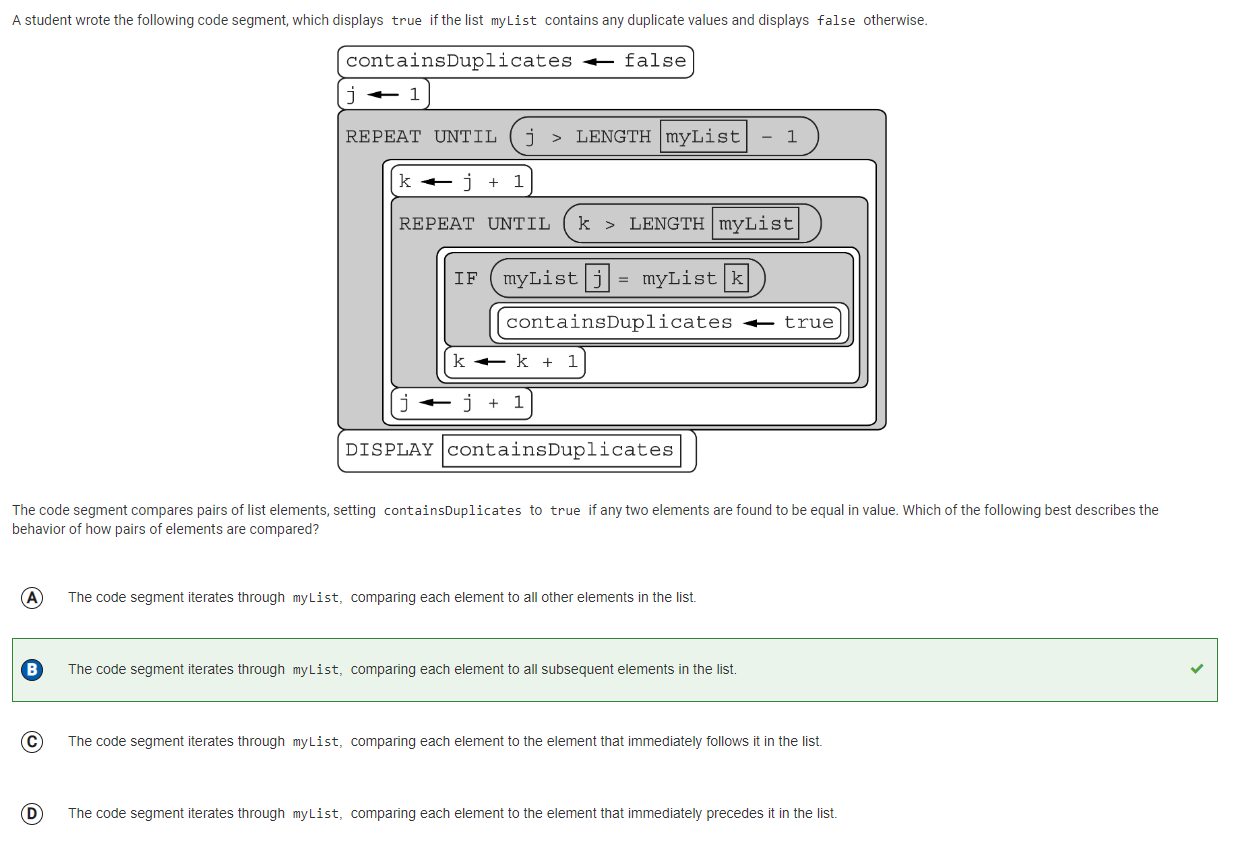 A student wrote the following code segment, which displays true if the list myList contains any duplicate values and displays false otherwise.
containsDuplicates ← false
j ← 1
REPEAT UNTIL j > LENGTH myList - 1
k ← j + 1
REPEAT UNTIL k > LENGTH myList
IF myList j = myList k
containsDuplicates ← true
k ← k + 1
j ← j + 1
DISPLAY containsDuplicates
The code segment compares pairs of list elements, setting containsDuplicates to true if any two elements are found to be equal in value. Which of the following best describes the
behavior of how pairs of elements are compared?
A The code segment iterates through myList, comparing each element to all other elements in the list.
B The code segment iterates through myList, comparing each element to all subsequent elements in the list.
C The code segment iterates through myList, comparing each element to the element that immediately follows it in the list.
D The code segment iterates through myList, comparing each element to the element that immediately precedes it in the list.